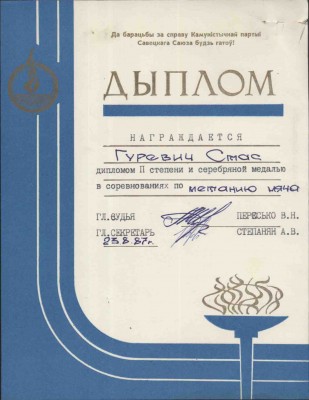 Да барацьбы за справу Камуністычнай партыі
Савецкага Саюза будзь гатоў!
ДЫПЛОМ
НАГРАЖДАЕТСЯ
Гуревич Стас
дипломом II степени и серебряной медалью
в соревнованиях по метанию мяча
ГЛ.СУДЬЯ ПЕРЕСЬКО В.Н.
ГЛ.СЕКРЕТАРЬ СТЕПАНЯН А.В.
23.8.87г.